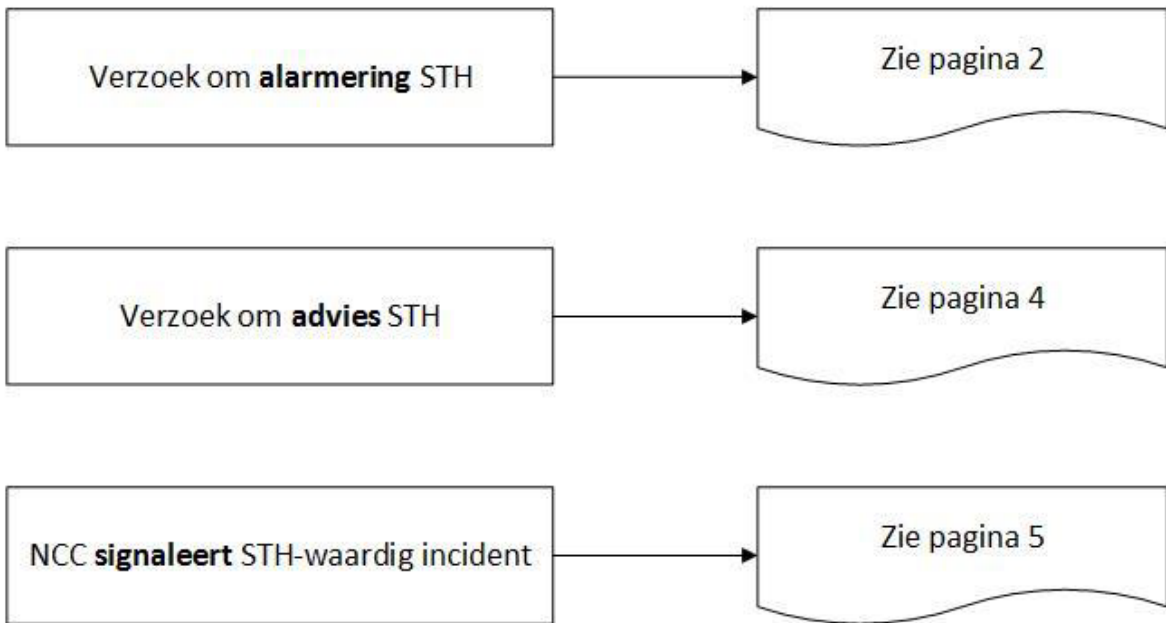 Verzoek om alarmering STH
Zie pagina 2
Verzoek om advies STH
Zie pagina 4
NCC signaleert STH-waardig incident
Zie pagina 5